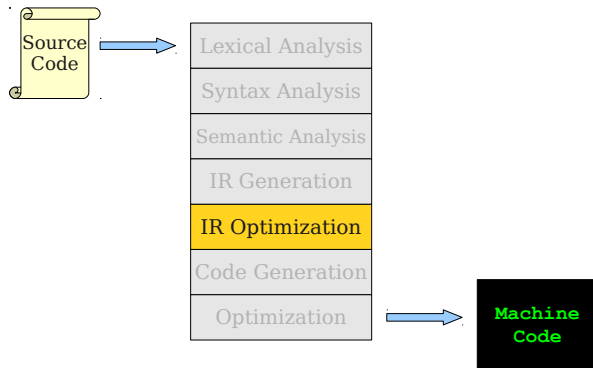 Source
Code
Lexical Analysis
Syntax Analysis
Semantic Analysis
IR Generation
IR Optimization
Code Generation
Optimization
Machine
Code